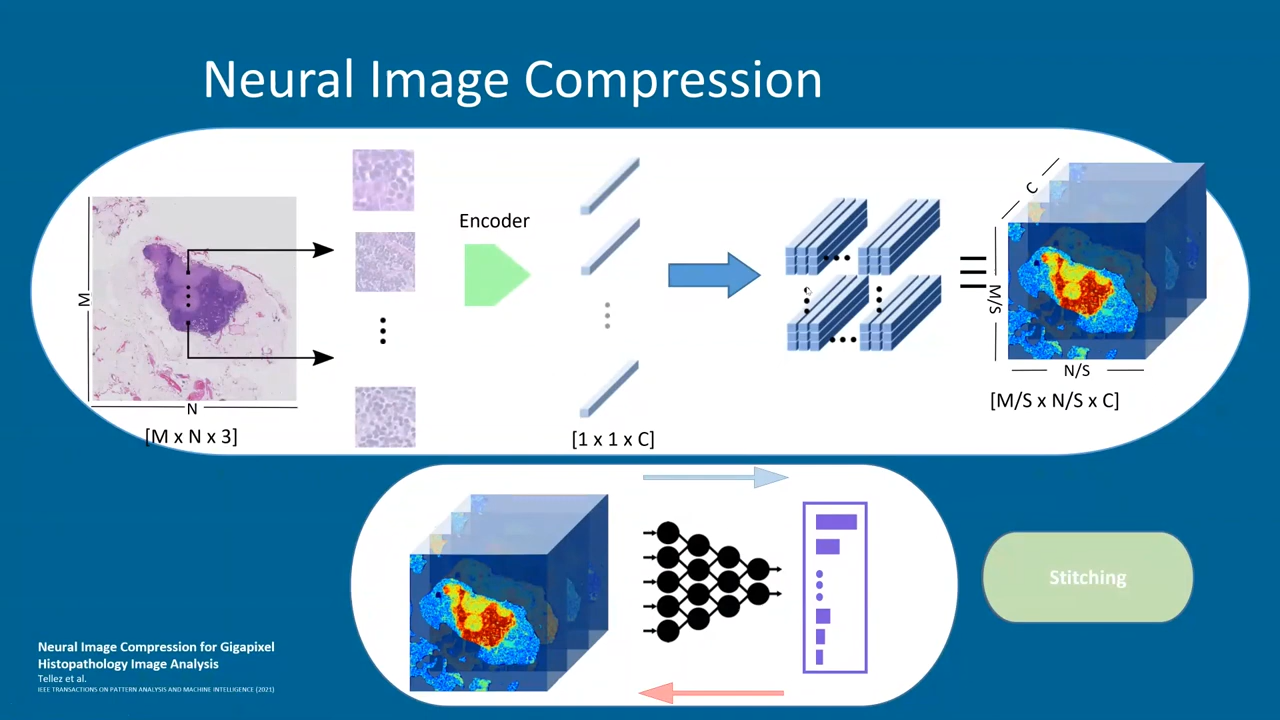 Neural Image Compression
Encoder
C
M
M/S
N/S
N
[M x N x 3]
[1 x 1 x C]
[M/S x N/S x C]
Stitching
Neural Image Compression for Gigapixel
Histopathology Image Analysis
Tellez et al.
IEEE TRANSACTIONS ON PATTERN ANALYSIS AND MACHINE INTELLIGENCE (2021)